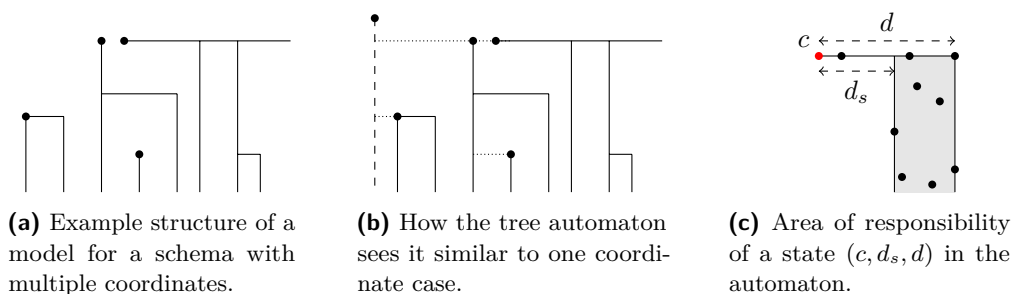 c
d
d_s
(a) Example structure of a
model for a schema with
multiple coordinates.
(b) How the tree automaton
sees it similar to one coordi-
nate case.
(c) Area of responsibility
of a state (c, d_s, d) in the
automaton.